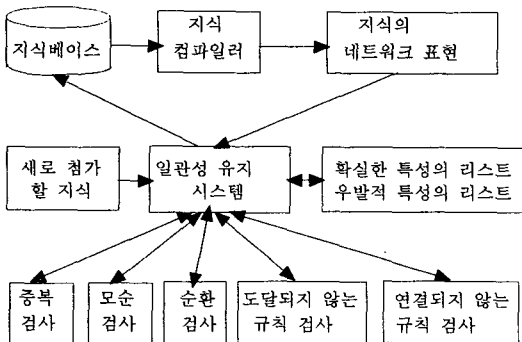 지식베이스
지식
컴파일러
지식의
네트워크 표현
새로 첨가
할 지식
일관성 유지
시스템
확실한 특성의 리스트
우발적 특성의 리스트
중복
검사
모순
검사
순환
검사
도달되지 않는
규칙 검사
연결되지 않는
규칙 검사